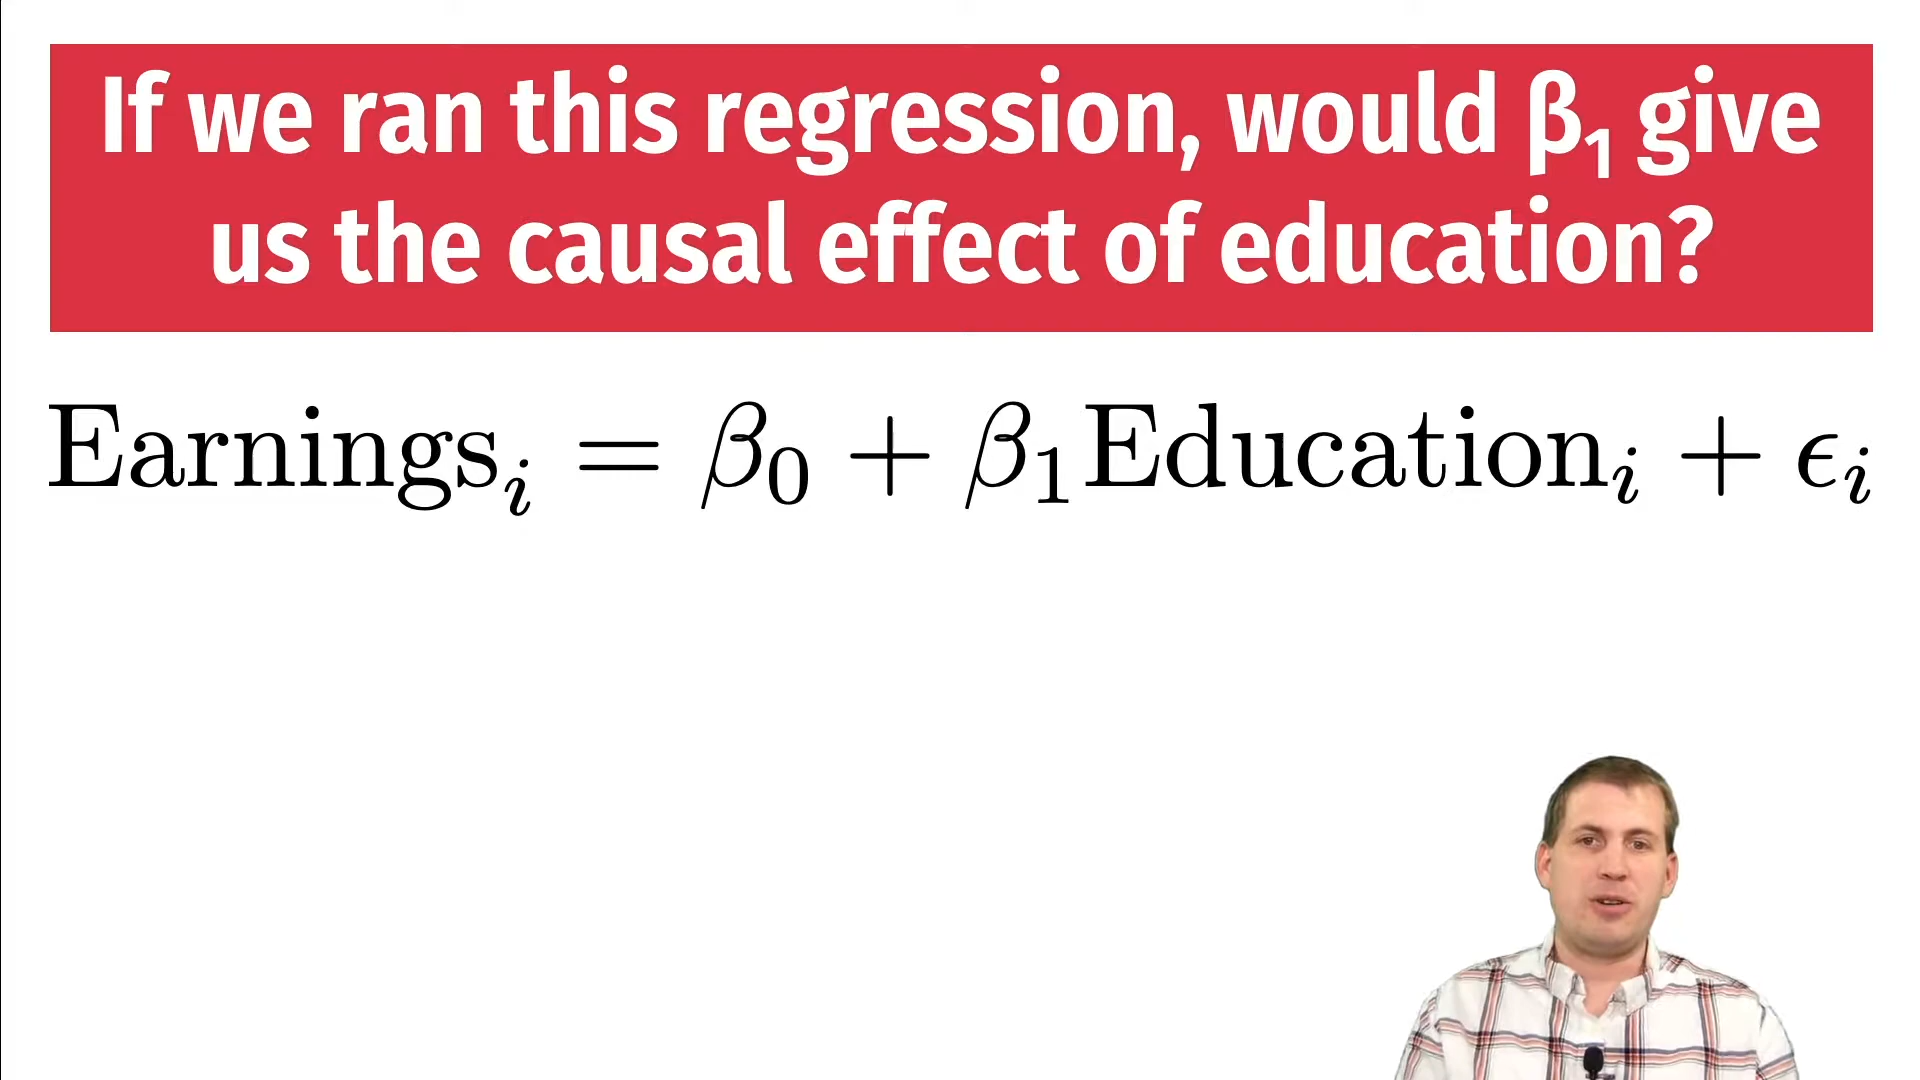 If we ran this regression, would β₁ give
us the causal effect of education?
Earningsᵢ = β₀ + β₁Educationᵢ + ϵᵢ